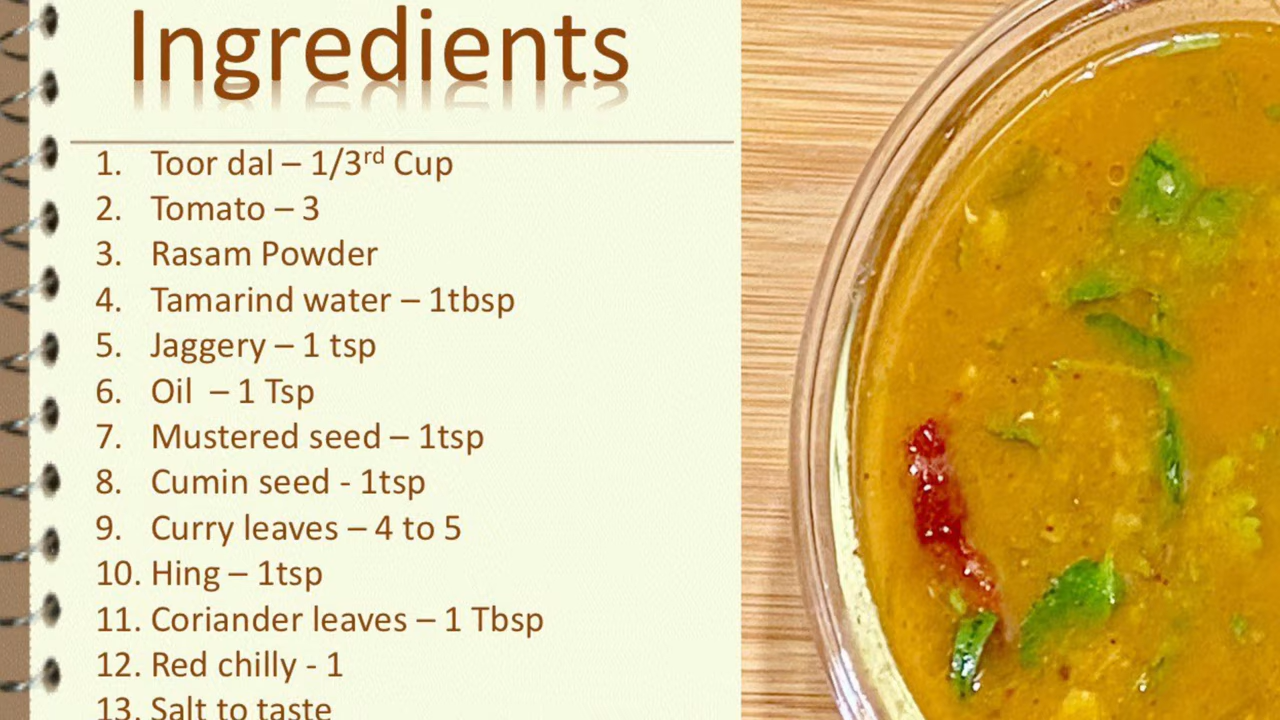 Ingredients
1. Toor dal – 1/3rd Cup
2. Tomato – 3
3. Rasam Powder
4. Tamarind water – 1tbsp
5. Jaggery – 1 tsp
6. Oil – 1 Tsp
7. Mustered seed – 1tsp
8. Cumin seed - 1tsp
9. Curry leaves – 4 to 5
10. Hing – 1tsp
11. Coriander leaves – 1 Tbsp
12. Red chilly - 1
13. Salt to taste